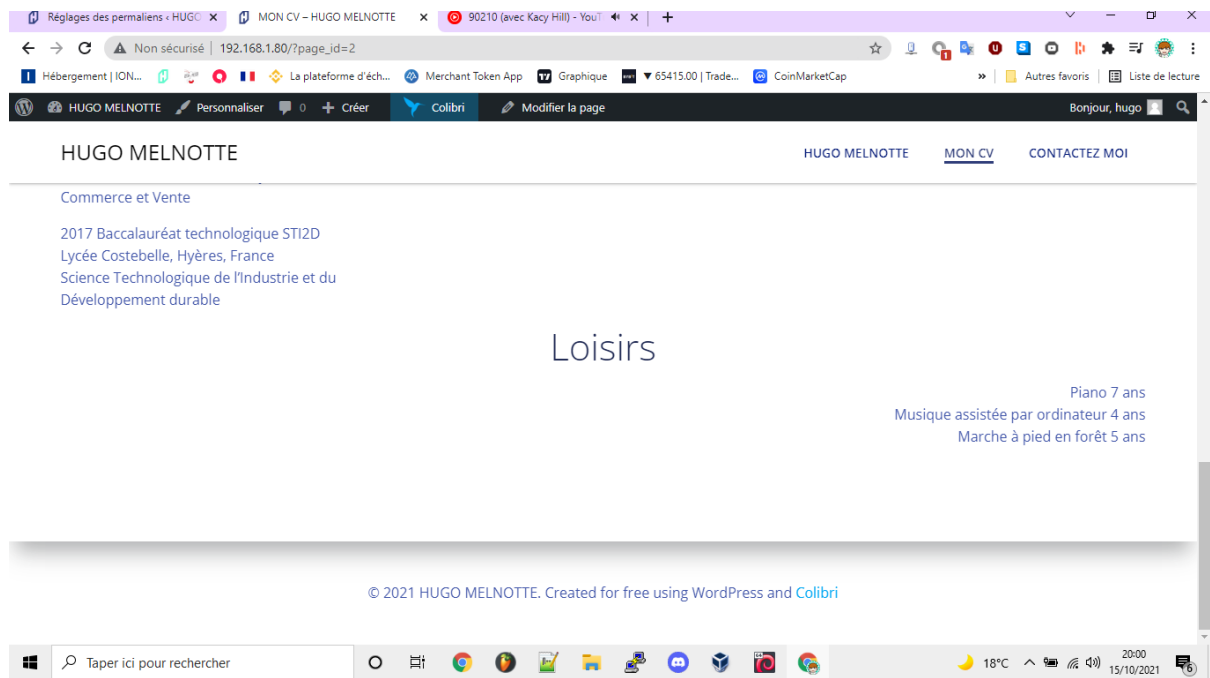 Réglages des permaliens ‹ HUGO
MON CV – HUGO MELNOTTE
90210 (avec Kacy Hill) - YouT
Non sécurisé | 192.168.1.80/?page_id=2
Hébergement | ION...
La plateforme d'éch...
Merchant Token App
Graphique
▼ 65415.00 | Trade...
CoinMarketCap
»
Autres favoris
Liste de lecture
HUGO MELNOTTE
Personnaliser
0
+ Créer
Colibri
Modifier la page
Bonjour, hugo
HUGO MELNOTTE
HUGO MELNOTTE
MON CV
CONTACTEZ MOI
Commerce et Vente
2017 Baccalauréat technologique STI2D
Lycée Costebelle, Hyères, France
Science Technologique de l'Industrie et du
Développement durable
Loisirs
Piano 7 ans
Musique assistée par ordinateur 4 ans
Marche à pied en forêt 5 ans
© 2021 HUGO MELNOTTE. Created for free using WordPress and Colibri
Taper ici pour rechercher
18°C
20:00
15/10/2021
6